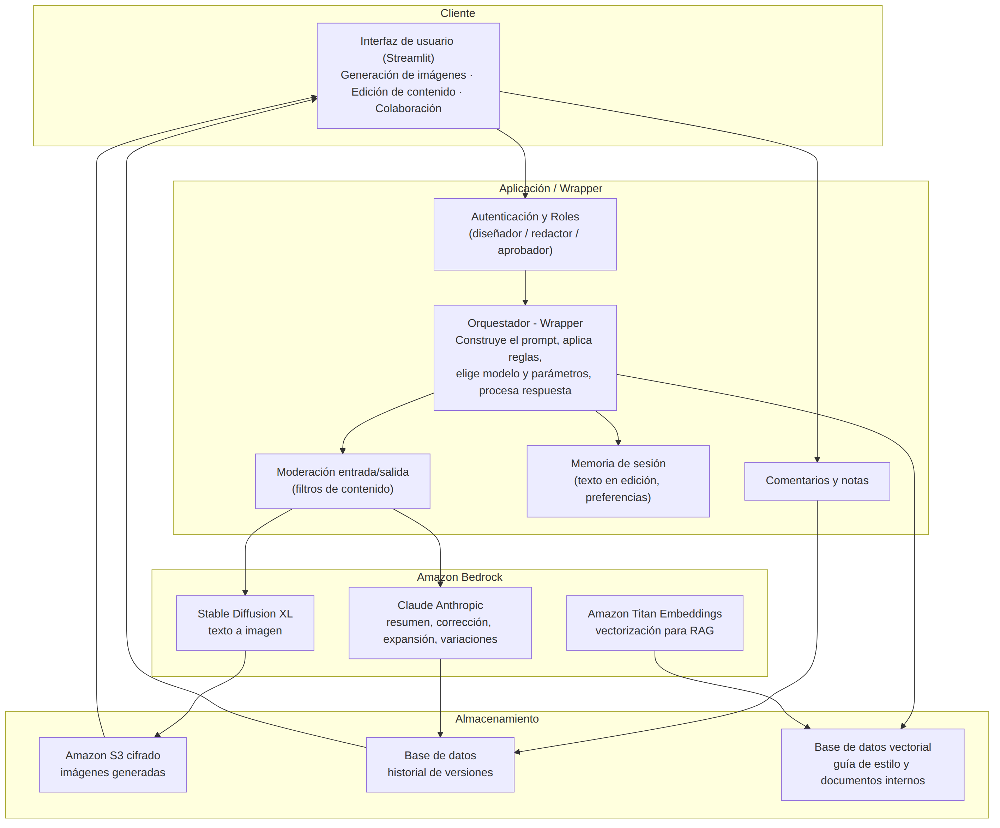 Cliente
Interfaz de usuario
(Streamlit)
Generación de imágenes ·
Edición de contenido ·
Colaboración
Aplicación / Wrapper
Autenticación y Roles
(diseñador / redactor /
aprobador)
Orquestador - Wrapper
Construye el prompt, aplica
reglas,
elige modelo y parámetros,
procesa respuesta
Moderación entrada/salida
(filtros de contenido)
Memoria de sesión
(texto en edición,
preferencias)
Comentarios y notas
Amazon Bedrock
Stable Diffusion XL
texto a imagen
Claude Anthropic
resumen, corrección,
expansión, variaciones
Amazon Titan Embeddings
vectorización para RAG
Almacenamiento
Amazon S3 cifrado
imágenes generadas
Base de datos
historial de versiones
Base de datos vectorial
guía de estilo y
documentos internos